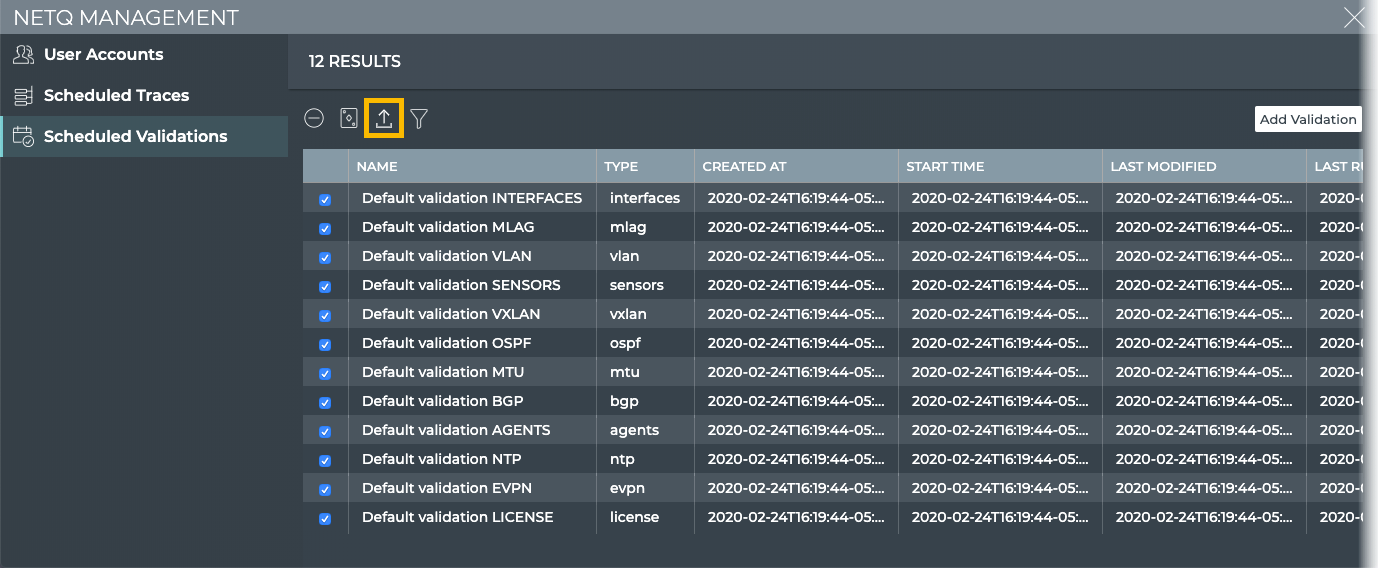 NETQ MANAGEMENT
User Accounts
Scheduled Traces
Scheduled Validations
12 RESULTS
Add Validation
NAME TYPE CREATED AT START TIME LAST MODIFIED LAST RU
Default validation INTERFACES interfaces 2020-02-24T16:19:44-05:... 2020-02-24T16:19:44-05:... 2020-02-24T16:19:44-05:... 2020-0
Default validation MLAG mlag 2020-02-24T16:19:44-05:... 2020-02-24T16:19:44-05:... 2020-02-24T16:19:44-05:... 2020-0
Default validation VLAN vlan 2020-02-24T16:19:44-05:... 2020-02-24T16:19:44-05:... 2020-02-24T16:19:44-05:... 2020-0
Default validation SENSORS sensors 2020-02-24T16:19:44-05:... 2020-02-24T16:19:44-05:... 2020-02-24T16:19:44-05:... 2020-0
Default validation VXLAN vxlan 2020-02-24T16:19:44-05:... 2020-02-24T16:19:44-05:... 2020-02-24T16:19:44-05:... 2020-0
Default validation OSPF ospf 2020-02-24T16:19:44-05:... 2020-02-24T16:19:44-05:... 2020-02-24T16:19:44-05:... 2020-0
Default validation MTU mtu 2020-02-24T16:19:44-05:... 2020-02-24T16:19:44-05:... 2020-02-24T16:19:44-05:... 2020-0
Default validation BGP bgp 2020-02-24T16:19:44-05:... 2020-02-24T16:19:44-05:... 2020-02-24T16:19:44-05:... 2020-0
Default validation AGENTS agents 2020-02-24T16:19:44-05:... 2020-02-24T16:19:44-05:... 2020-02-24T16:19:44-05:... 2020-0
Default validation NTP ntp 2020-02-24T16:19:44-05:... 2020-02-24T16:19:44-05:... 2020-02-24T16:19:44-05:... 2020-0
Default validation EVPN evpn 2020-02-24T16:19:44-05:... 2020-02-24T16:19:44-05:... 2020-02-24T16:19:44-05:... 2020-0
Default validation LICENSE license 2020-02-24T16:19:44-05:... 2020-02-24T16:19:44-05:... 2020-02-24T16:19:44-05:... 2020-0